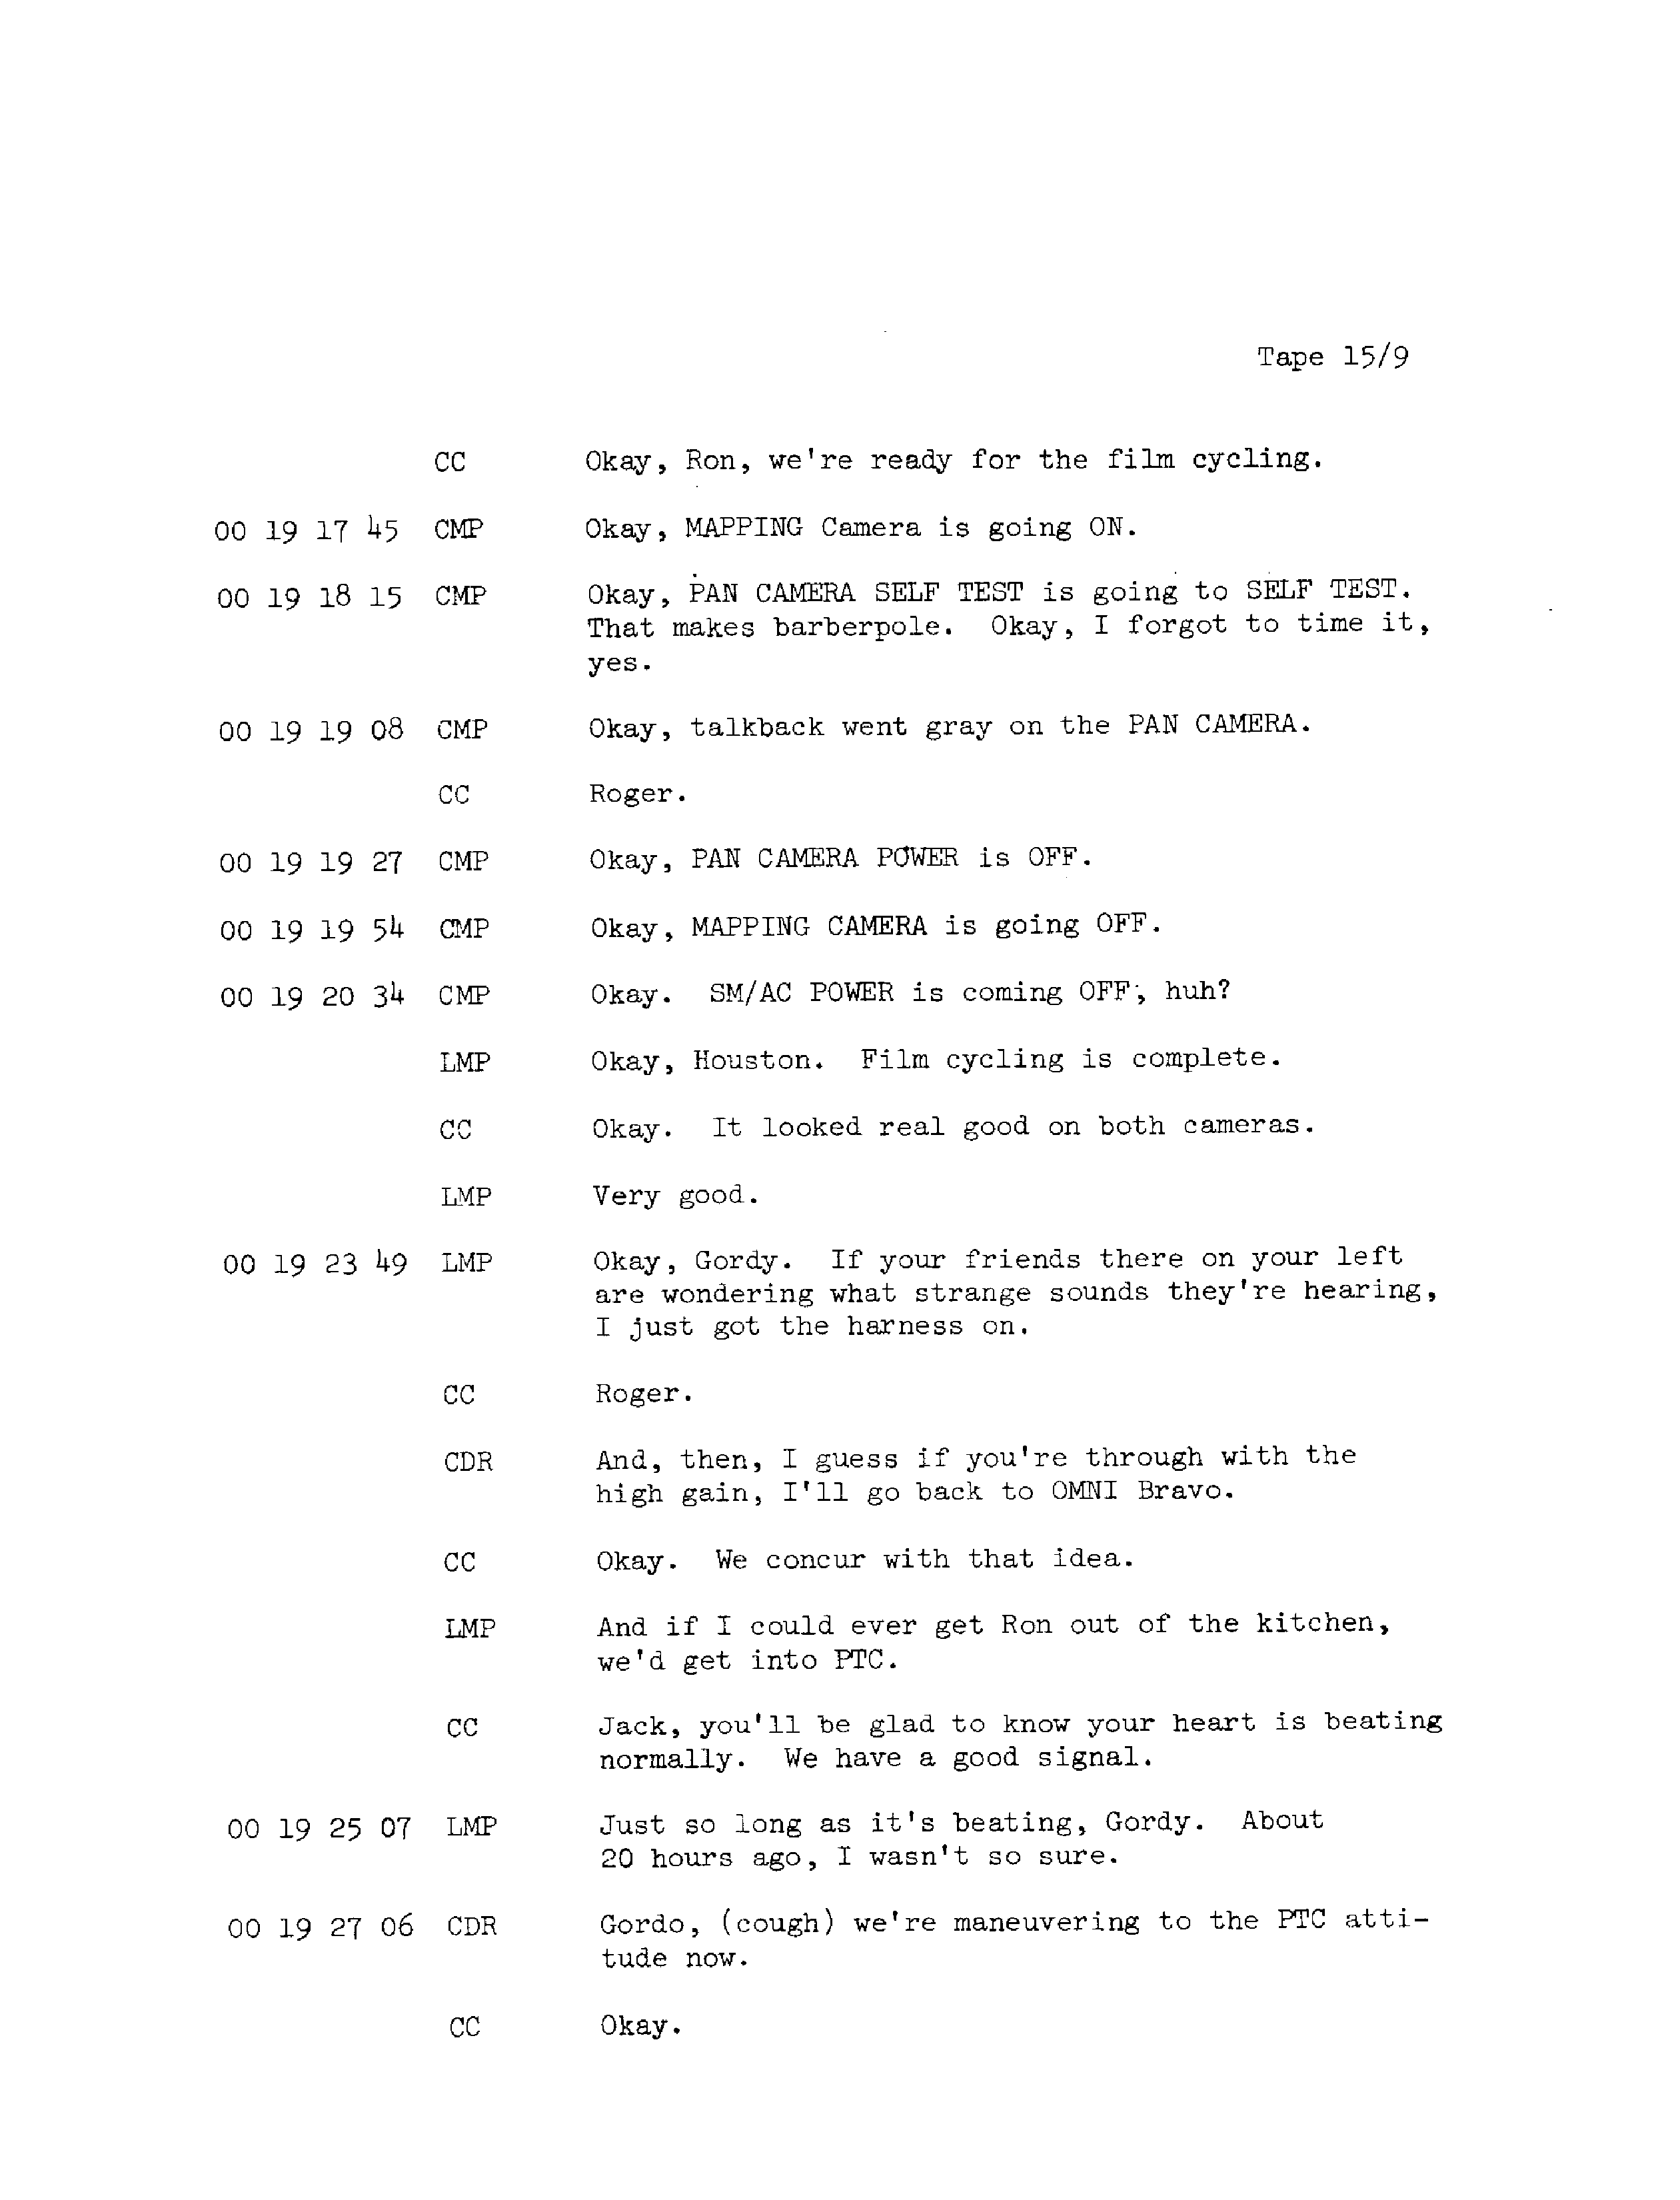 Tape 15/9
CC Okay, Ron, we're ready for the film cycling.
00 19 17 45 CMP Okay, MAPPING Camera is going ON.
00 19 18 15 CMP Okay, PAN CAMERA SELF TEST is going to SELF TEST.
That makes barberpole. Okay, I forgot to time it,
yes.
00 19 19 08 CMP Okay, talkback went gray on the PAN CAMERA.
CC Roger.
00 19 19 27 CMP Okay, PAN CAMERA POWER is OFF.
00 19 19 54 CMP Okay, MAPPING CAMERA is going OFF.
00 19 20 34 CMP Okay. SM/AC POWER is coming OFF, huh?
LMP Okay, Houston. Film cycling is complete.
CC Okay. It looked real good on both cameras.
LMP Very good.
00 19 23 49 LMP Okay, Gordy. If your friends there on your left
are wondering what strange sounds they're hearing,
I just got the harness on.
CC Roger.
CDR And, then, I guess if you're through with the
high gain, I'll go back to OMNI Bravo.
CC Okay. We concur with that idea.
LMP And if I could ever get Ron out of the kitchen,
we'd get into PTC.
CC Jack, you'll be glad to know your heart is beating
normally. We have a good signal.
00 19 25 07 LMP Just so long as it's beating, Gordy. About
20 hours ago, I wasn't so sure.
00 19 27 06 CDR Gordo, (cough) we're maneuvering to the PTC atti-
tude now.
CC Okay.